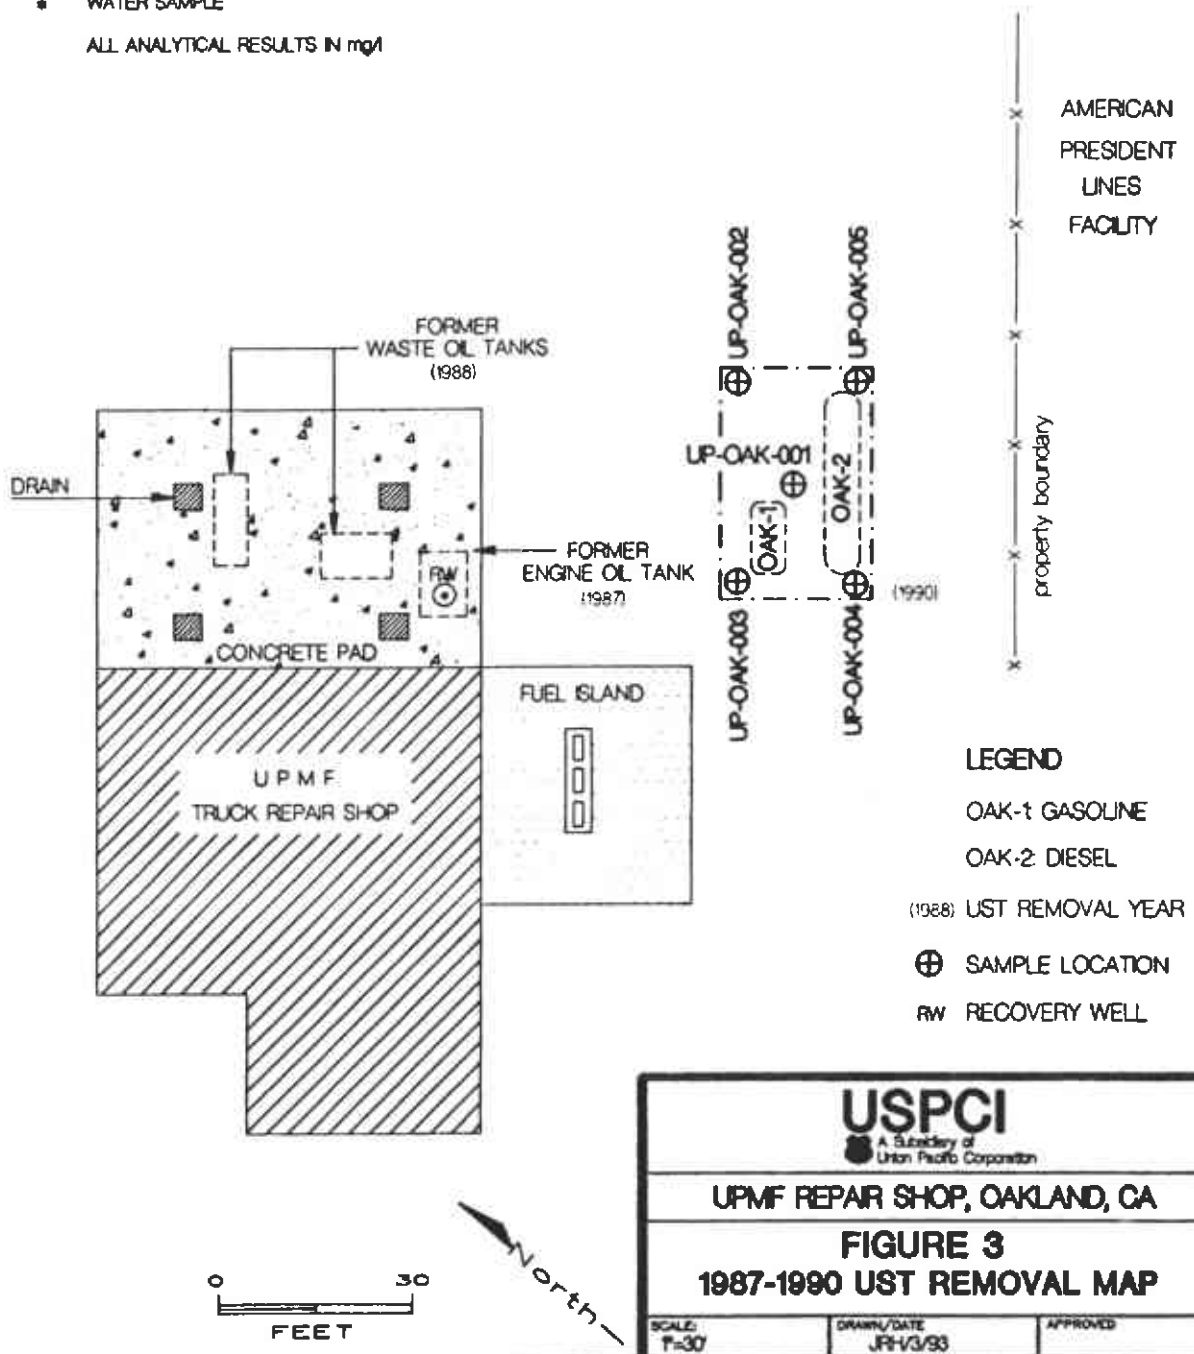 * WATER SAMPLE
ALL ANALYTICAL RESULTS IN mg/l
AMERICAN
PRESIDENT
LINES
FACILITY
UP-OAK-002
UP-OAK-005
FORMER
WASTE OIL TANKS
(1988)
UP-OAK-001
OAK-2
OAK-1
property boundary
DRAIN
FORMER
ENGINE OIL TANK
(1987)
RW
(1990)
CONCRETE PAD
UP-OAK-003
UP-OAK-004
FUEL ISLAND
UPMF
TRUCK REPAIR SHOP
LEGEND
OAK-1: GASOLINE
OAK-2: DIESEL
(1988) UST REMOVAL YEAR
SAMPLE LOCATION
RW RECOVERY WELL
USPCI
A Subsidiary of
Union Pacific Corporation
UPMF REPAIR SHOP, OAKLAND, CA
FIGURE 3
1987-1990 UST REMOVAL MAP
SCALE:
1"=30'
DRAWN/DATE
JRH/3/93
APPROVED
North
0 30
FEET